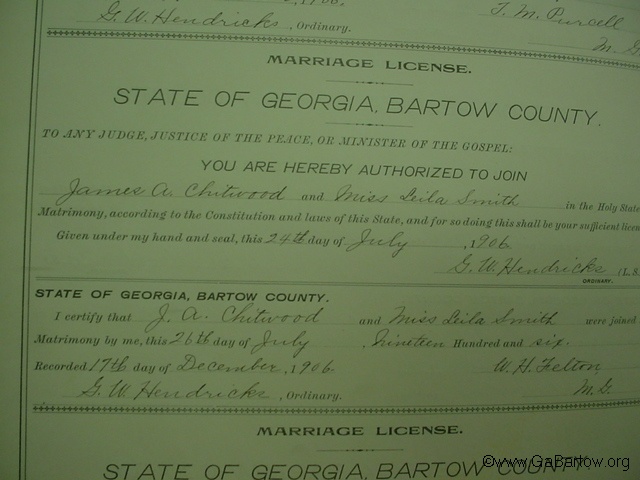 , 1906.
G. W. Hendricks, Ordinary.
T. M. Purcell
M. G.
MARRIAGE LICENSE.
STATE OF GEORGIA, BARTOW COUNTY.
TO ANY JUDGE, JUSTICE OF THE PEACE, OR MINISTER OF THE GOSPEL:
YOU ARE HEREBY AUTHORIZED TO JOIN
James A. Chitwood and Miss Leila Smith in the Holy State
Matrimony, according to the Constitution and laws of this State, and for so doing this shall be your sufficient
Given under my hand and seal, this 24th day of July, 1906
G. W. Hendricks (L. S.
ORDINARY.
STATE OF GEORGIA, BARTOW COUNTY.
I certify that J. A. Chitwood and Miss Leila Smith were joined
Matrimony by me, this 26th day of July, Nineteen Hundred and six.
Recorded 17th day of December, 1906 W. H. Felton
G. W. Hendricks, Ordinary. M. G.
MARRIAGE LICENSE.
STATE OF GEORGIA, BARTOW COUNTY.
©www.GaBartow.org